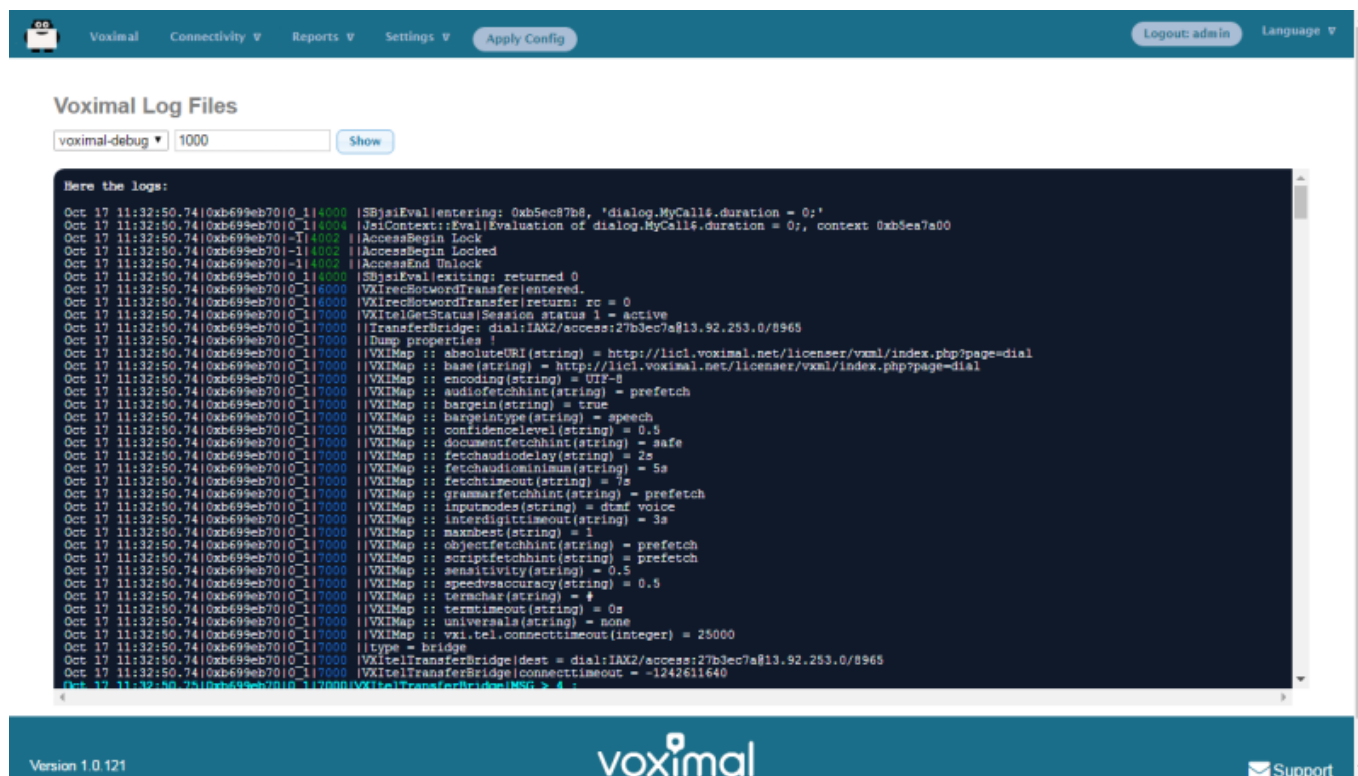 Voximal Connectivity ▽ Reports ▽ Settings ▽ Apply Config Logout: admin Language ▽
Voximal Log Files
voximal-debug ▼ 1000 Show
Here the logs:
Oct 17 11:32:50.74|0xb699eb70|0_1|4000 |SBjsiEval|entering: 0xb5ec87b8, 'dialog.MyCall$.duration = 0;'
Oct 17 11:32:50.74|0xb699eb70|0_1|4004 |JsiContext::Eval|Evaluation of dialog.MyCall$.duration = 0;, context 0xb5ea7a00
Oct 17 11:32:50.74|0xb699eb70|-1|4002 ||AccessBegin Lock
Oct 17 11:32:50.74|0xb699eb70|-1|4002 ||AccessBegin Locked
Oct 17 11:32:50.74|0xb699eb70|-1|4002 ||AccessEnd Unlock
Oct 17 11:32:50.74|0xb699eb70|0_1|4000 |SBjsiEval|exiting: returned 0
Oct 17 11:32:50.74|0xb699eb70|0_1|6000 |VXIrecHotwordTransfer|entered.
Oct 17 11:32:50.74|0xb699eb70|0_1|6000 |VXIrecHotwordTransfer|return: rc = 0
Oct 17 11:32:50.74|0xb699eb70|0_1|7000 |VXItelGetStatus|Session status 1 = active
Oct 17 11:32:50.74|0xb699eb70|0_1|7000 ||TransferBridge: dial:IAX2/access:27b3ec7a@13.92.253.0/8965
Oct 17 11:32:50.74|0xb699eb70|0_1|7000 ||Dump properties !
Oct 17 11:32:50.74|0xb699eb70|0_1|7000 ||VXIMap :: absoluteURI(string) = http://lic1.voximal.net/licenser/vxml/index.php?page=dial
Oct 17 11:32:50.74|0xb699eb70|0_1|7000 ||VXIMap :: base(string) = http://lic1.voximal.net/licenser/vxml/index.php?page=dial
Oct 17 11:32:50.74|0xb699eb70|0_1|7000 ||VXIMap :: encoding(string) = UTF-8
Oct 17 11:32:50.74|0xb699eb70|0_1|7000 ||VXIMap :: audiofetchhint(string) = prefetch
Oct 17 11:32:50.74|0xb699eb70|0_1|7000 ||VXIMap :: bargein(string) = true
Oct 17 11:32:50.74|0xb699eb70|0_1|7000 ||VXIMap :: bargeintype(string) = speech
Oct 17 11:32:50.74|0xb699eb70|0_1|7000 ||VXIMap :: confidencelevel(string) = 0.5
Oct 17 11:32:50.74|0xb699eb70|0_1|7000 ||VXIMap :: documentfetchhint(string) = safe
Oct 17 11:32:50.74|0xb699eb70|0_1|7000 ||VXIMap :: fetchaudiodelay(string) = 2s
Oct 17 11:32:50.74|0xb699eb70|0_1|7000 ||VXIMap :: fetchaudiominimum(string) = 5s
Oct 17 11:32:50.74|0xb699eb70|0_1|7000 ||VXIMap :: fetchtimeout(string) = 7s
Oct 17 11:32:50.74|0xb699eb70|0_1|7000 ||VXIMap :: grammarfetchhint(string) = prefetch
Oct 17 11:32:50.74|0xb699eb70|0_1|7000 ||VXIMap :: inputmodes(string) = dtmf voice
Oct 17 11:32:50.74|0xb699eb70|0_1|7000 ||VXIMap :: interdigittimeout(string) = 3s
Oct 17 11:32:50.74|0xb699eb70|0_1|7000 ||VXIMap :: maxnbest(string) = 1
Oct 17 11:32:50.74|0xb699eb70|0_1|7000 ||VXIMap :: objectfetchhint(string) = prefetch
Oct 17 11:32:50.74|0xb699eb70|0_1|7000 ||VXIMap :: scriptfetchhint(string) = prefetch
Oct 17 11:32:50.74|0xb699eb70|0_1|7000 ||VXIMap :: sensitivity(string) = 0.5
Oct 17 11:32:50.74|0xb699eb70|0_1|7000 ||VXIMap :: speedvsaccuracy(string) = 0.5
Oct 17 11:32:50.74|0xb699eb70|0_1|7000 ||VXIMap :: termchar(string) = #
Oct 17 11:32:50.74|0xb699eb70|0_1|7000 ||VXIMap :: termtimeout(string) = 0s
Oct 17 11:32:50.74|0xb699eb70|0_1|7000 ||VXIMap :: universals(string) = none
Oct 17 11:32:50.74|0xb699eb70|0_1|7000 ||VXIMap :: vxi.tel.connecttimeout(integer) = 25000
Oct 17 11:32:50.74|0xb699eb70|0_1|7000 ||type = bridge
Oct 17 11:32:50.74|0xb699eb70|0_1|7000 |VXItelTransferBridge|dest = dial:IAX2/access:27b3ec7a@13.92.253.0/8965
Oct 17 11:32:50.74|0xb699eb70|0_1|7000 |VXItelTransferBridge|connecttimeout = -1242611640
Oct 17 11:32:50.75|0xb699eb70|0_1|7000|VXItelTransferBridge|MSG > 4 :
Version 1.0.121 voximal Support